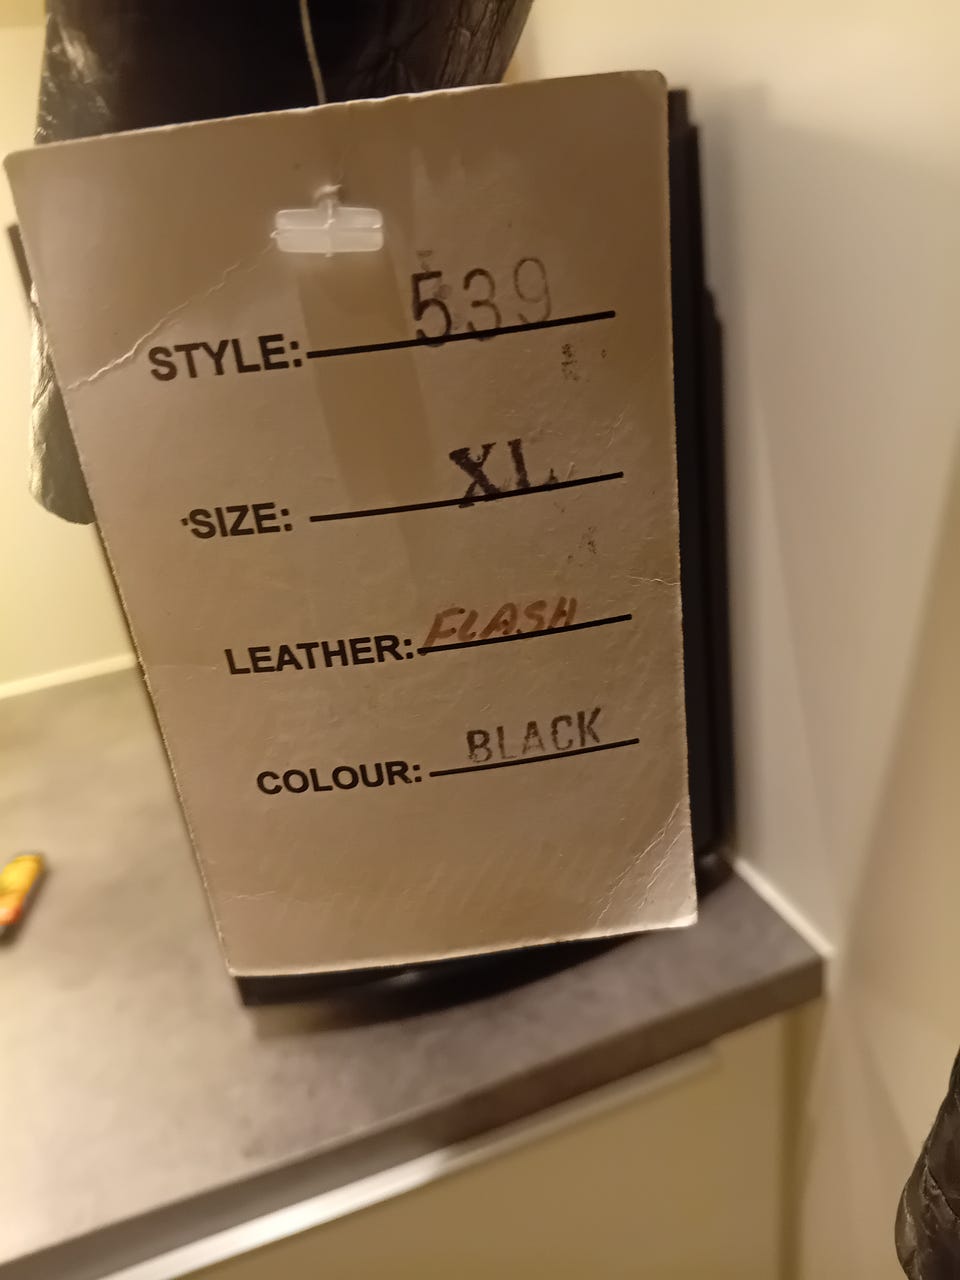 STYLE: 539
SIZE: XL
LEATHER: FLASH
COLOUR: BLACK